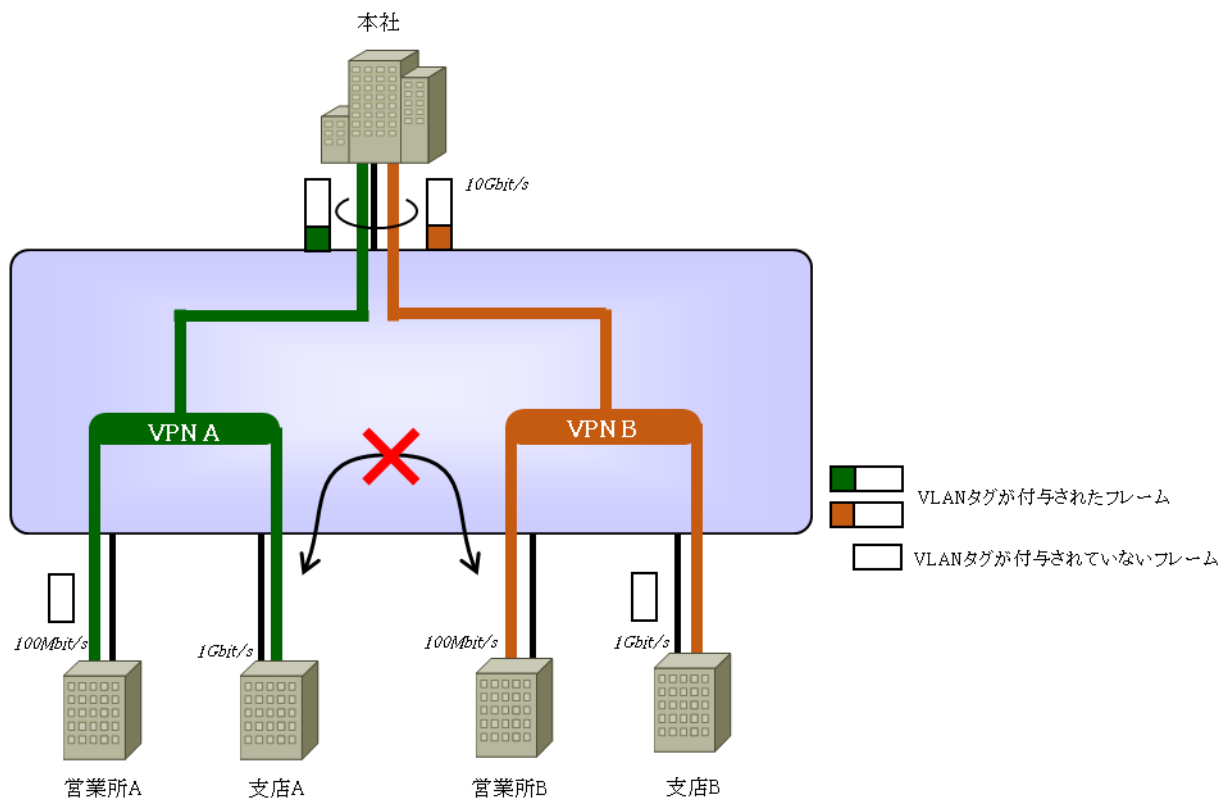 本社
10Gbit/s
VPN A
VPN B
VLANタグが付与されたフレーム
VLANタグが付与されていないフレーム
100Mbit/s
1Gbit/s
100Mbit/s
1Gbit/s
営業所A
支店A
営業所B
支店B